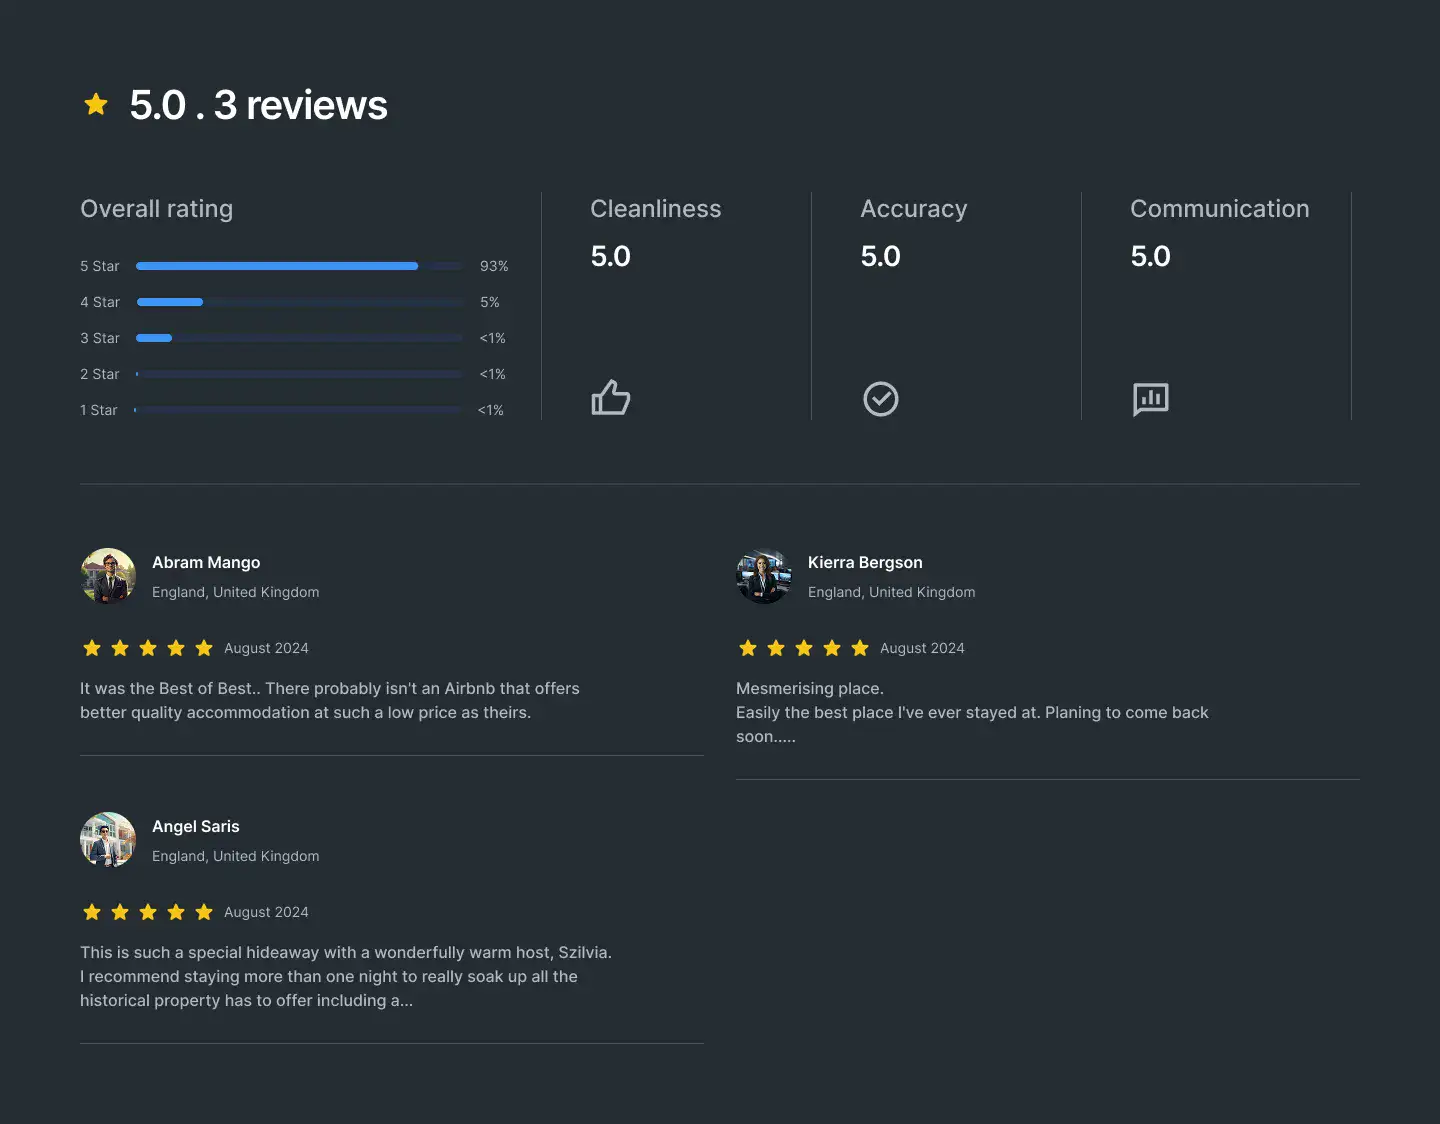 5.0 . 3 reviews
Overall rating
5 Star 93%
4 Star 5%
3 Star <1%
2 Star <1%
1 Star <1%
Cleanliness
5.0
Accuracy
5.0
Communication
5.0
Abram Mango
England, United Kingdom
August 2024
It was the Best of Best.. There probably isn't an Airbnb that offers
better quality accommodation at such a low price as theirs.
Kierra Bergson
England, United Kingdom
August 2024
Mesmerising place.
Easily the best place I've ever stayed at. Planing to come back
soon.....
Angel Saris
England, United Kingdom
August 2024
This is such a special hideaway with a wonderfully warm host, Szilvia.
I recommend staying more than one night to really soak up all the
historical property has to offer including a...